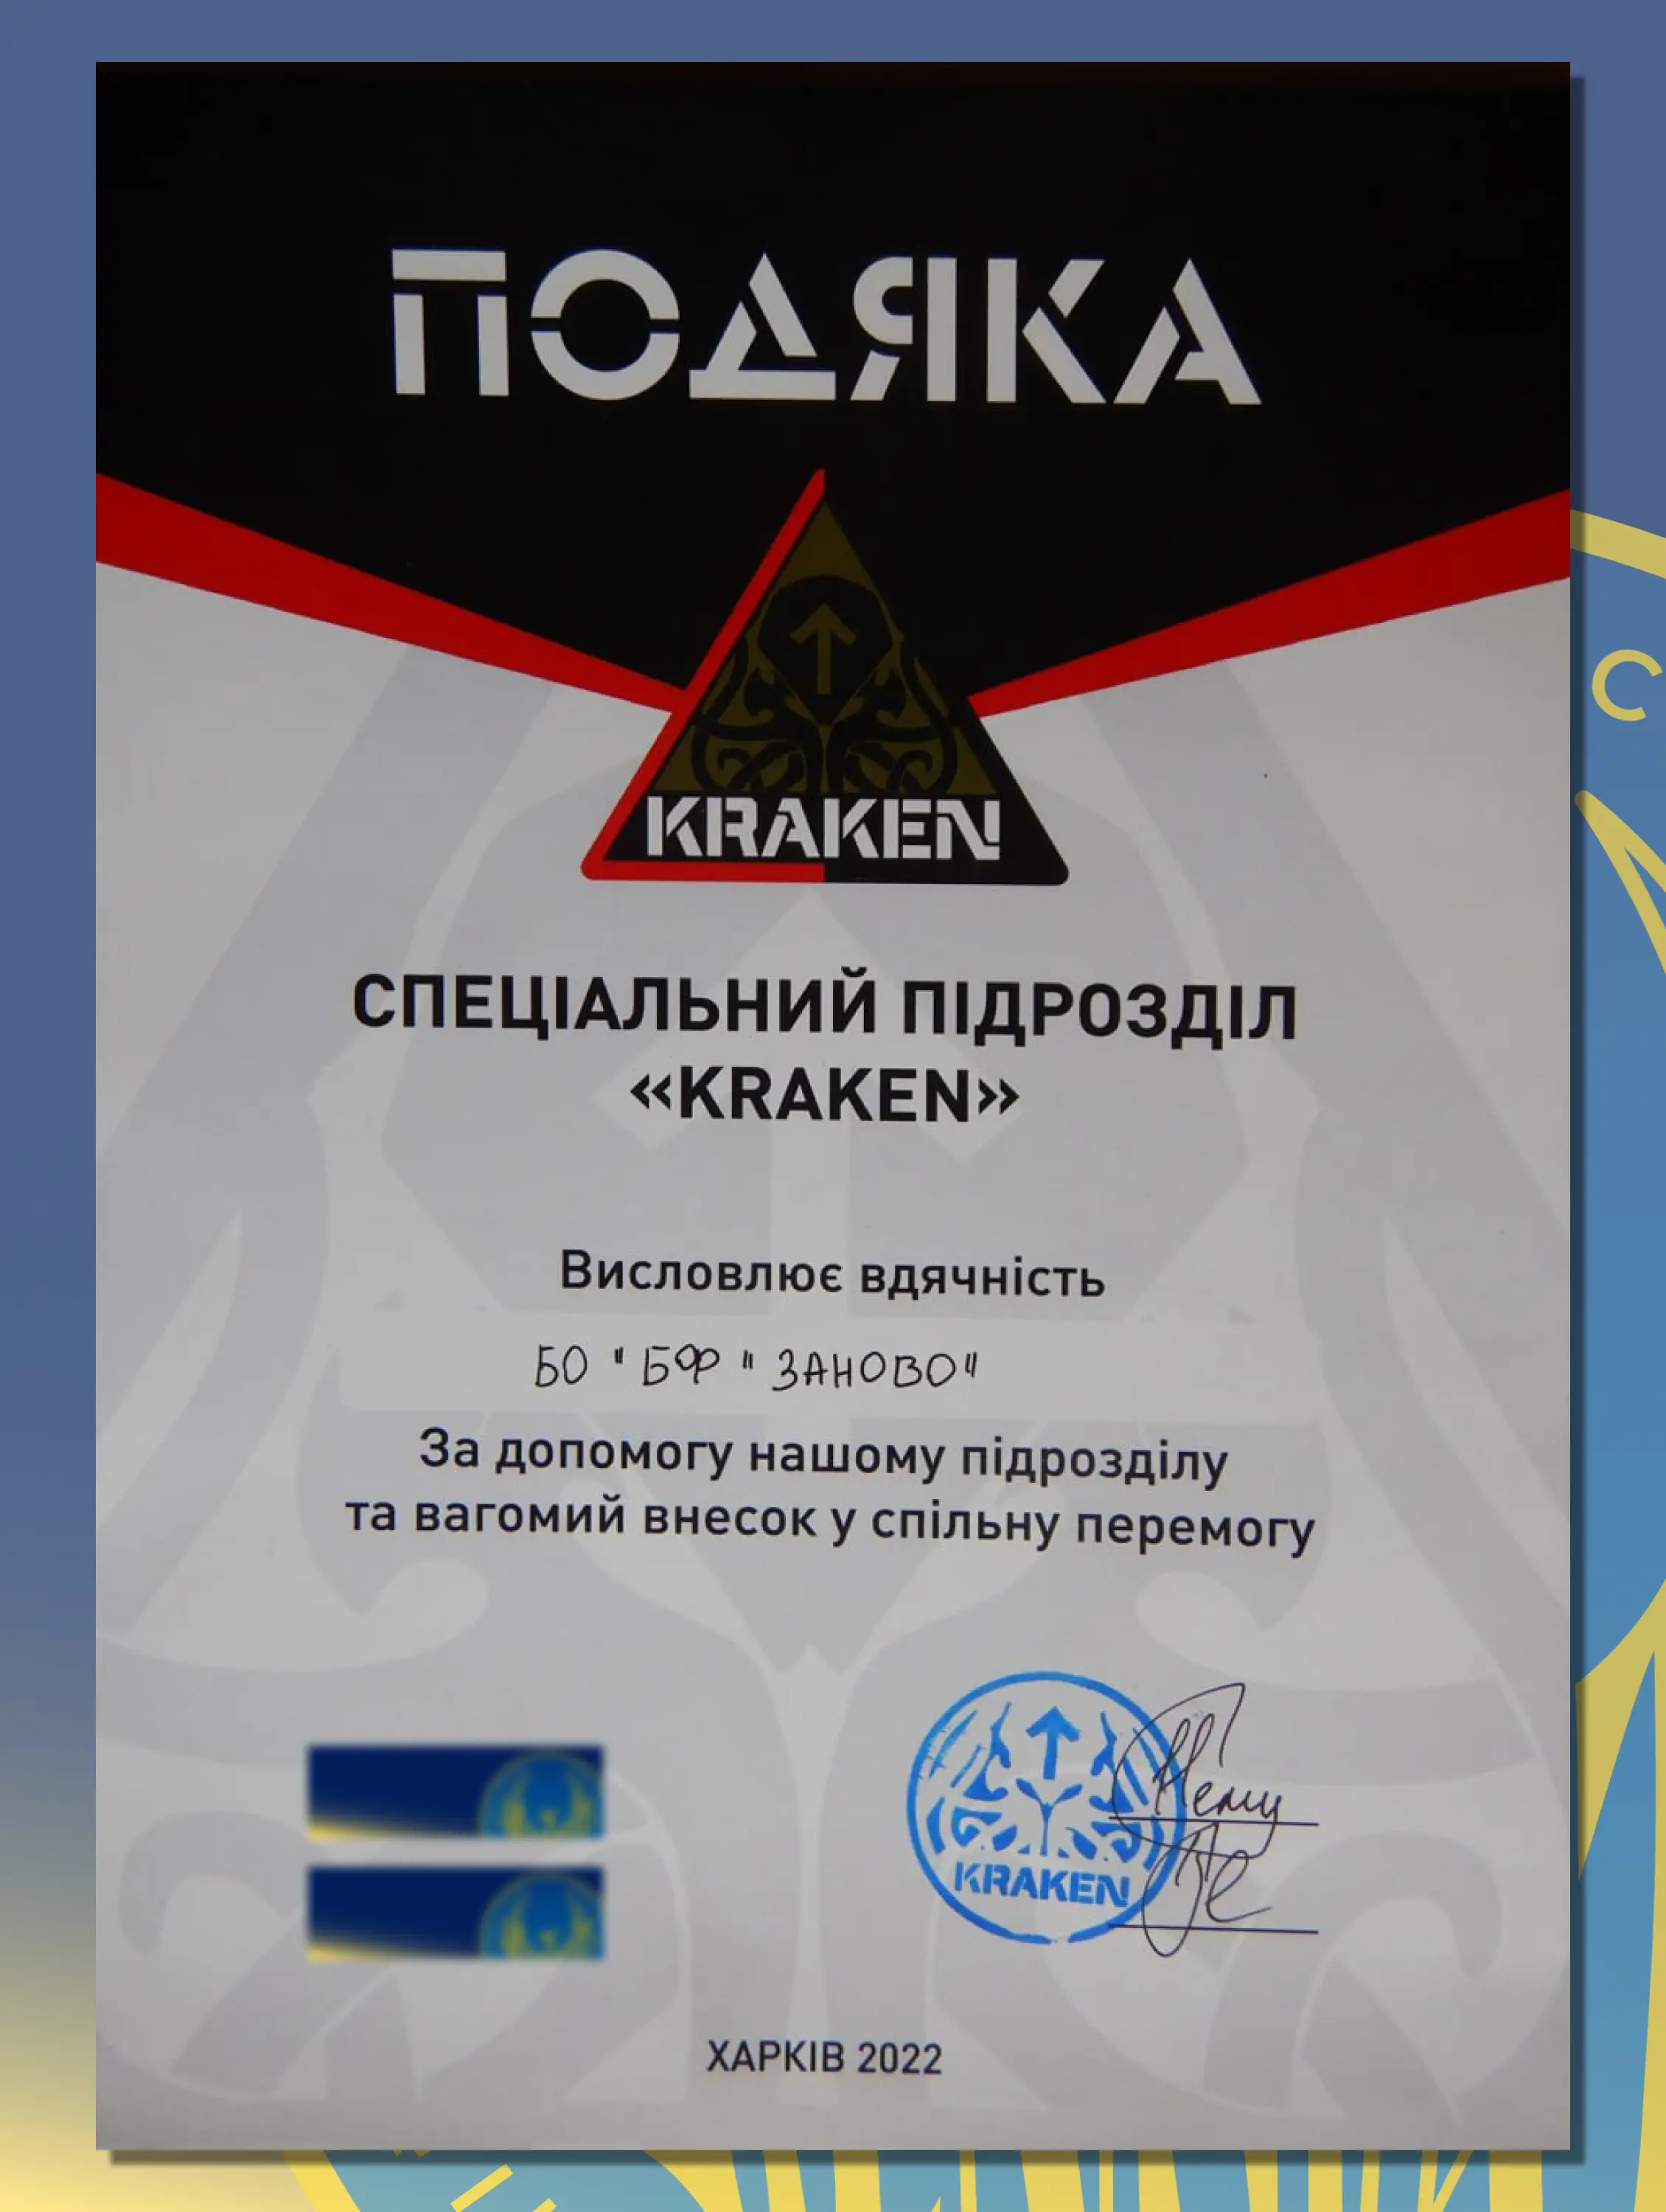 ПОДЯКА
KRAKEN
СПЕЦІАЛЬНИЙ ПІДРОЗДІЛ
«KRAKEN»
Висловлює вдячність
БО "БФ "ЗАНОВО"
За допомогу нашому підрозділу
та вагомий внесок у спільну перемогу
KRAKEN
ХАРКІВ 2022